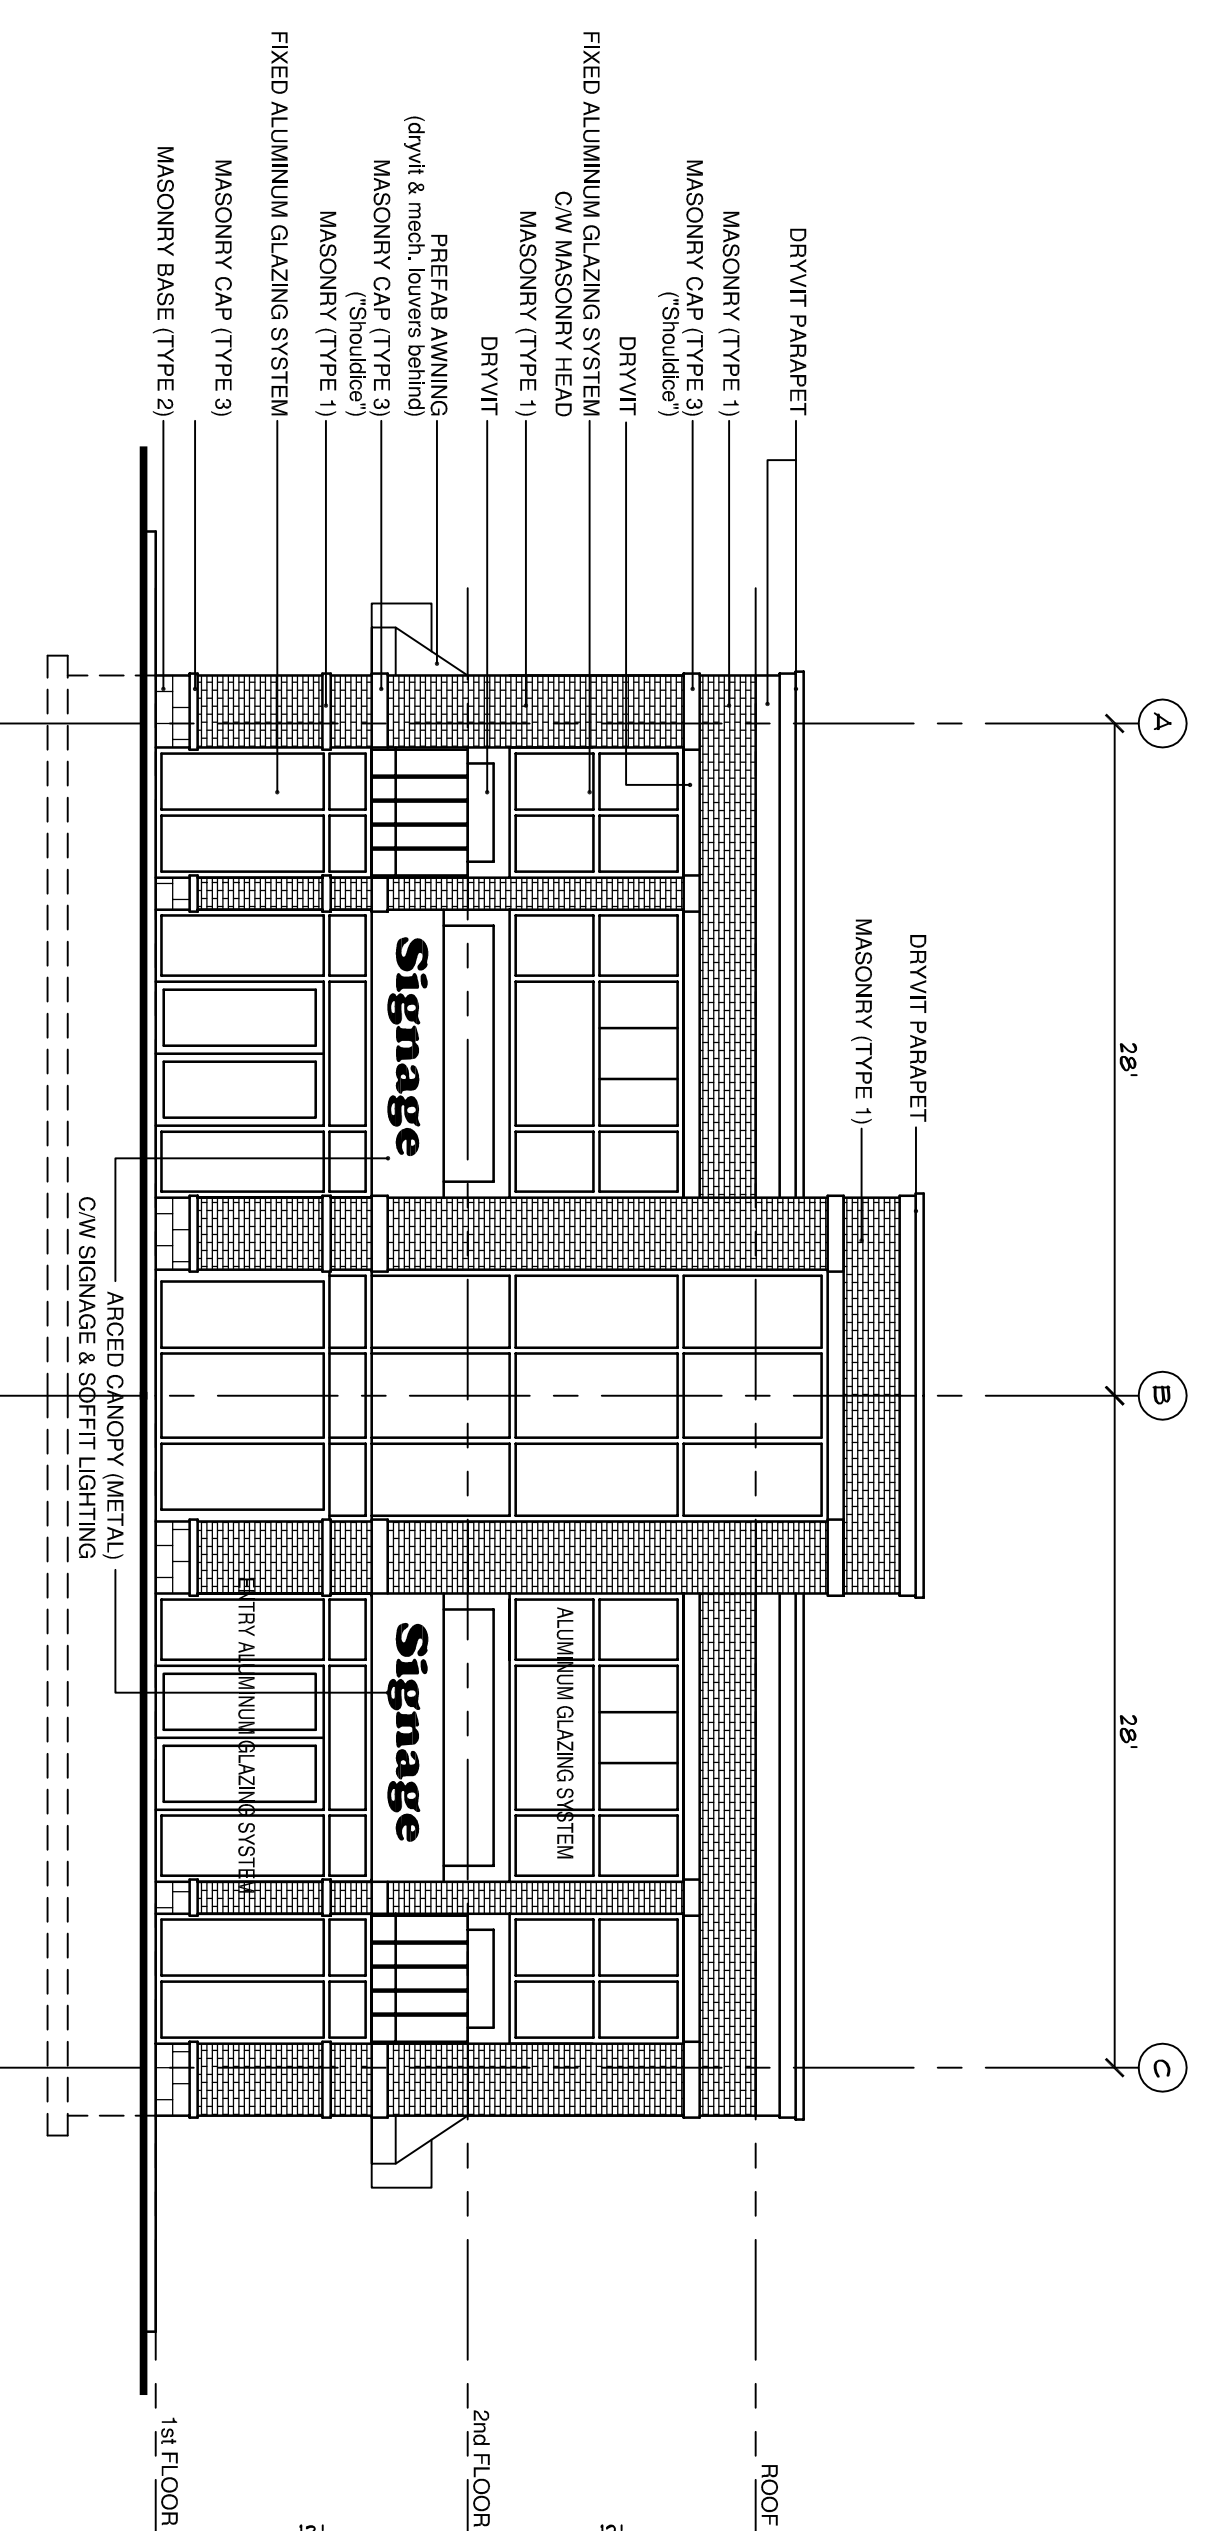 A
B
C
28'
28'
DRYVIT PARAPET
MASONRY (TYPE 1)
DRYVIT PARAPET
MASONRY (TYPE 1)
MASONRY CAP (TYPE 3)
("Shouldice")
DRYVIT
FIXED ALUMINUM GLAZING SYSTEM
C/W MASONRY HEAD
MASONRY (TYPE 1)
DRYVIT
PREFAB AWNING
(dryvit & mech. louvers behind)
MASONRY CAP (TYPE 3)
("Shouldice")
MASONRY (TYPE 1)
FIXED ALUMINUM GLAZING SYSTEM
MASONRY CAP (TYPE 3)
MASONRY BASE (TYPE 2)
Signage
Signage
ALUMINUM GLAZING SYSTEM
ENTRY ALUMINUM GLAZING SYSTEM
ARCED CANOPY (METAL)
C/W SIGNAGE & SOFFIT LIGHTING
ROOF
2nd FLOOR
1st FLOOR